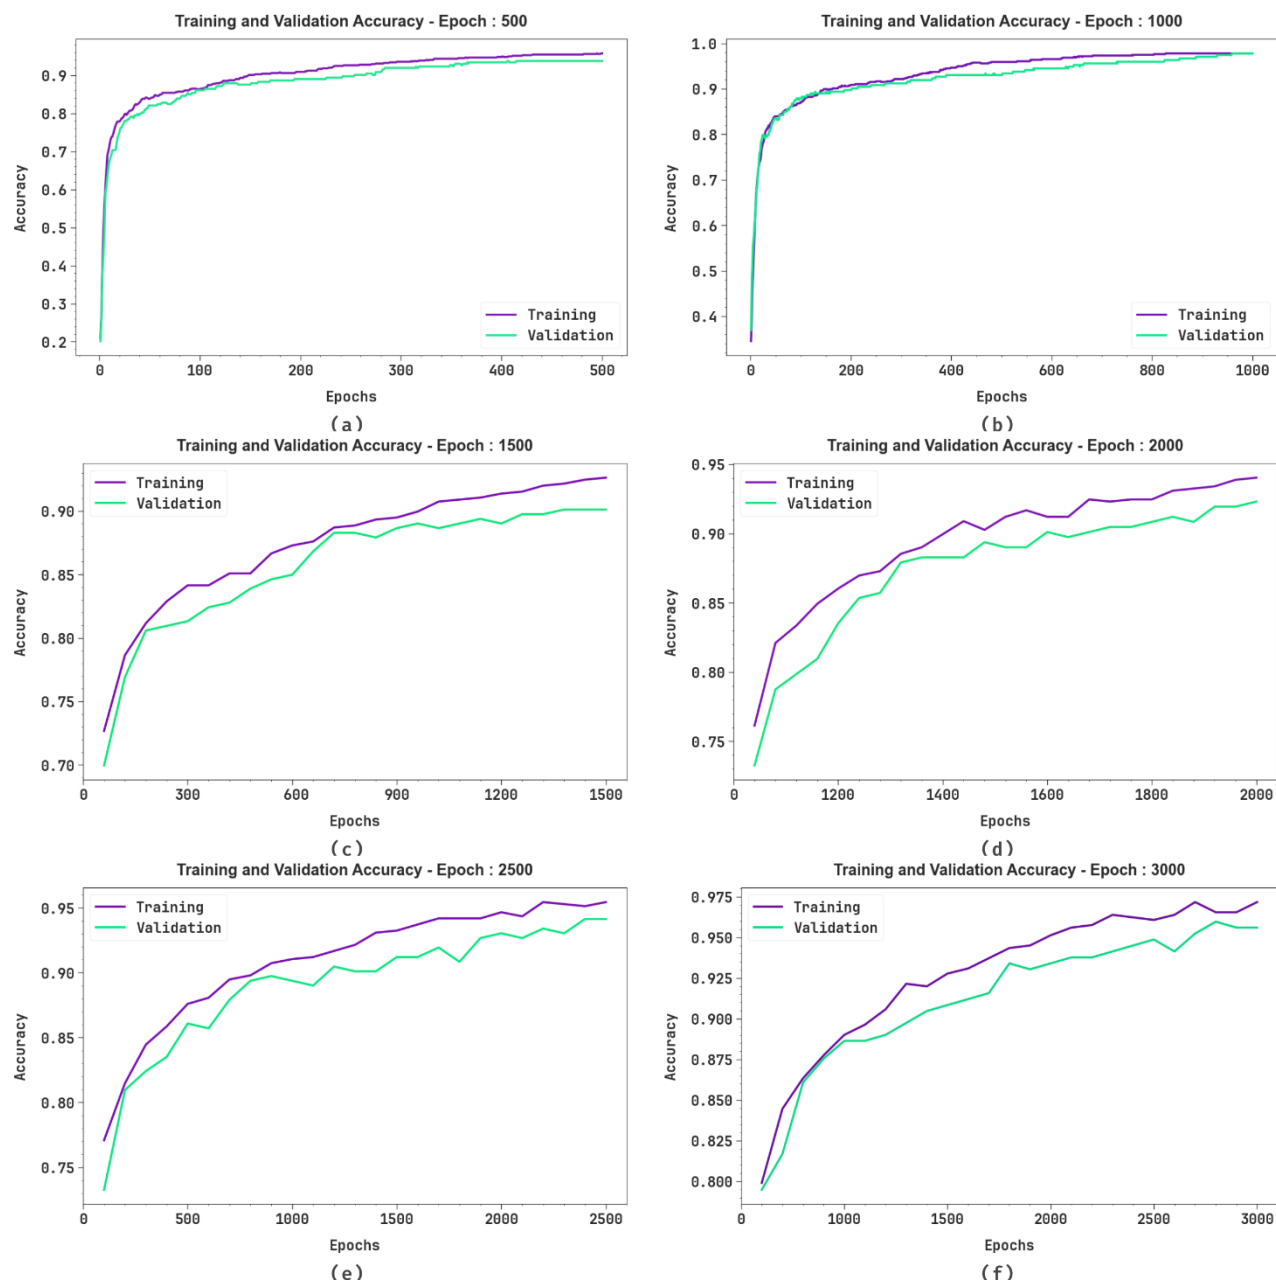 Training and Validation Accuracy - Epoch : 500
Accuracy
0.9
0.8
0.7
0.6
0.5
0.4
0.3
0.2
Training
Validation
0 100 200 300 400 500
Epochs
(a)
Training and Validation Accuracy - Epoch : 1000
Accuracy
1.0
0.9
0.8
0.7
0.6
0.5
0.4
Training
Validation
0 200 400 600 800 1000
Epochs
(b)
Training and Validation Accuracy - Epoch : 1500
Accuracy
Training
Validation
0.90
0.85
0.80
0.75
0.70
0 300 600 900 1200 1500
Epochs
(c)
Training and Validation Accuracy - Epoch : 2000
Accuracy
Training
Validation
0.95
0.90
0.85
0.80
0.75
0 1200 1400 1600 1800 2000
Epochs
(d)
Training and Validation Accuracy - Epoch : 2500
Accuracy
Training
Validation
0.95
0.90
0.85
0.80
0.75
0 500 1000 1500 2000 2500
Epochs
(e)
Training and Validation Accuracy - Epoch : 3000
Accuracy
Training
Validation
0.975
0.950
0.925
0.900
0.875
0.850
0.825
0.800
0 1000 1500 2000 2500 3000
Epochs
(f)